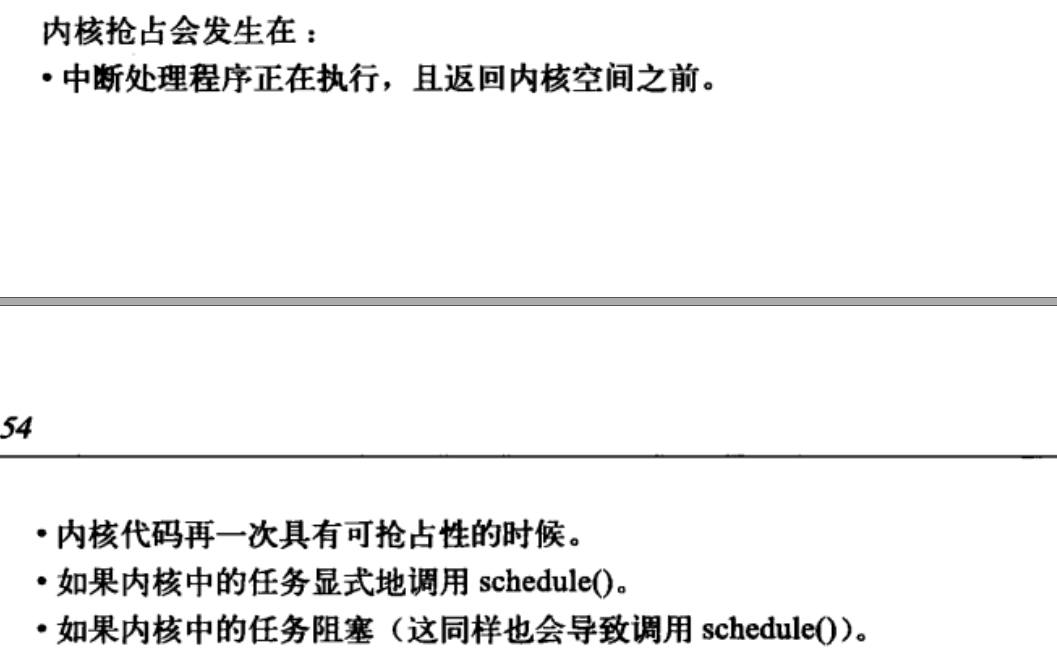 内核抢占会发生在：
• 中断处理程序正在执行，且返回内核空间之前。
54
• 内核代码再一次具有可抢占性的时候。
• 如果内核中的任务显式地调用 schedule()。
• 如果内核中的任务阻塞（这同样也会导致调用 schedule()）。